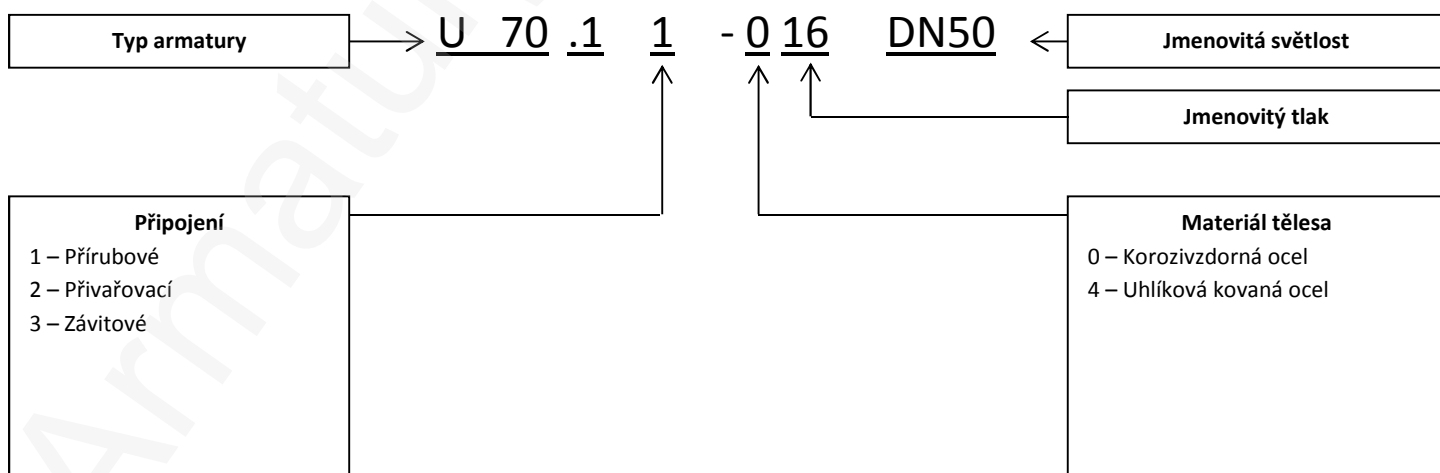 Typ armatury
U 70 .1 1 - 0 16 DN50
Jmenovitá světlost
Jmenovitý tlak
Připojení
1 – Přírubové
2 – Přivařovací
3 – Závitové
Materiál tělesa
0 – Korozivzdorná ocel
4 – Uhlíková kovaná ocel
Armatu